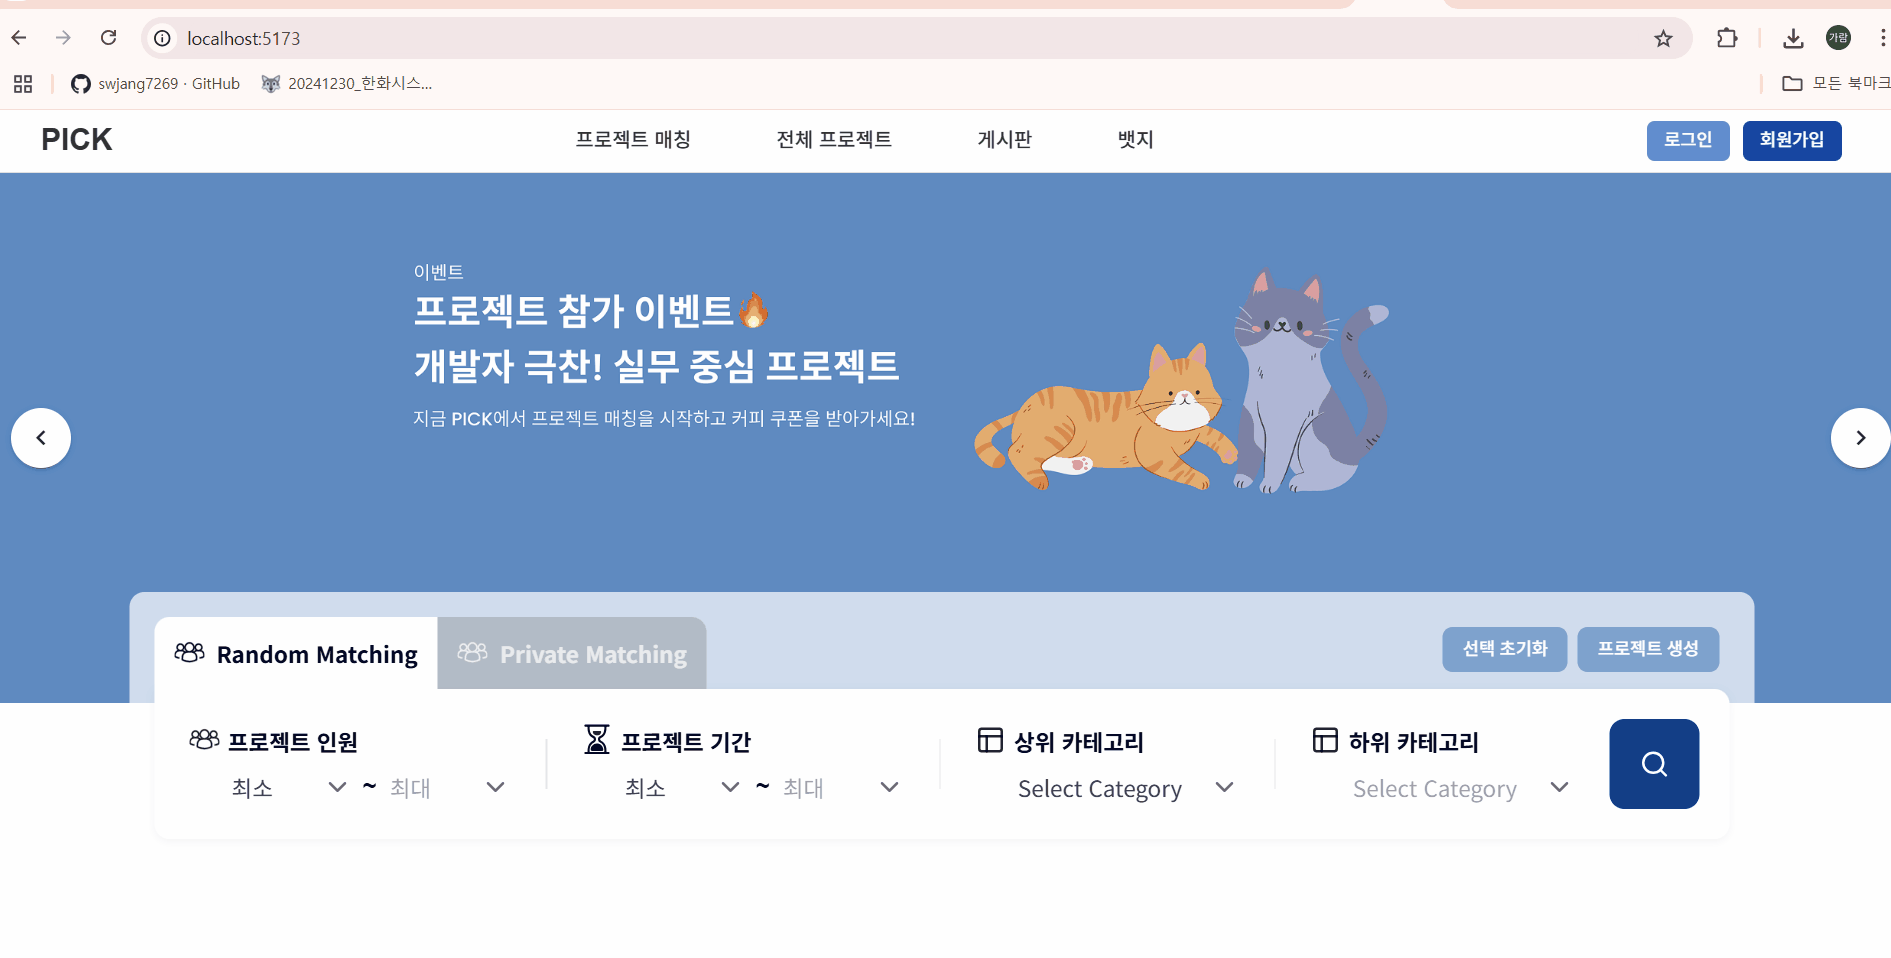 localhost:5173
가람
swjang7269 · GitHub
20241230_한화시스...
모든 북마크
PICK
프로젝트 매칭
전체 프로젝트
게시판
뱃지
로그인
회원가입
이벤트
프로젝트 참가 이벤트🔥
개발자 극찬! 실무 중심 프로젝트
지금 PICK에서 프로젝트 매칭을 시작하고 커피 쿠폰을 받아가세요!
Random Matching
Private Matching
선택 초기화
프로젝트 생성
프로젝트 인원
최소 ~ 최대
프로젝트 기간
최소 ~ 최대
상위 카테고리
Select Category
하위 카테고리
Select Category